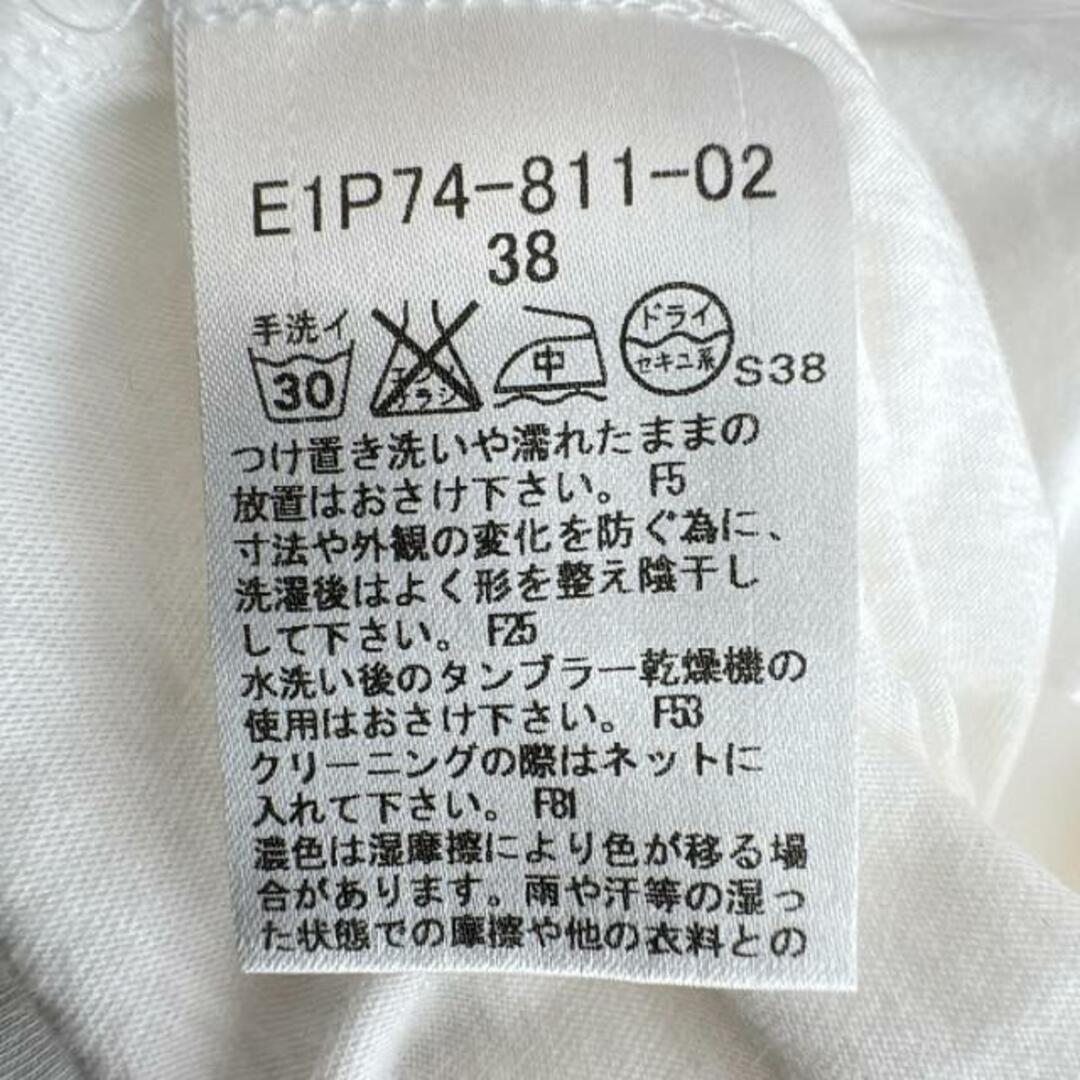 E1P74-811-02
38
手洗イ 30 エンソ サラシ 中 ドライ セキユ系 S38
つけ置き洗いや濡れたままの
放置はおさけ下さい。 F5
寸法や外観の変化を防ぐ為に、
洗濯後はよく形を整え陰干し
して下さい。 F25
水洗い後のタンブラー乾燥機の
使用はおさけ下さい。 F53
クリーニングの際はネットに
入れて下さい。 F81
濃色は湿摩擦により色が移る場
合があります。雨や汗等の湿っ
た状態での摩擦や他の衣料との